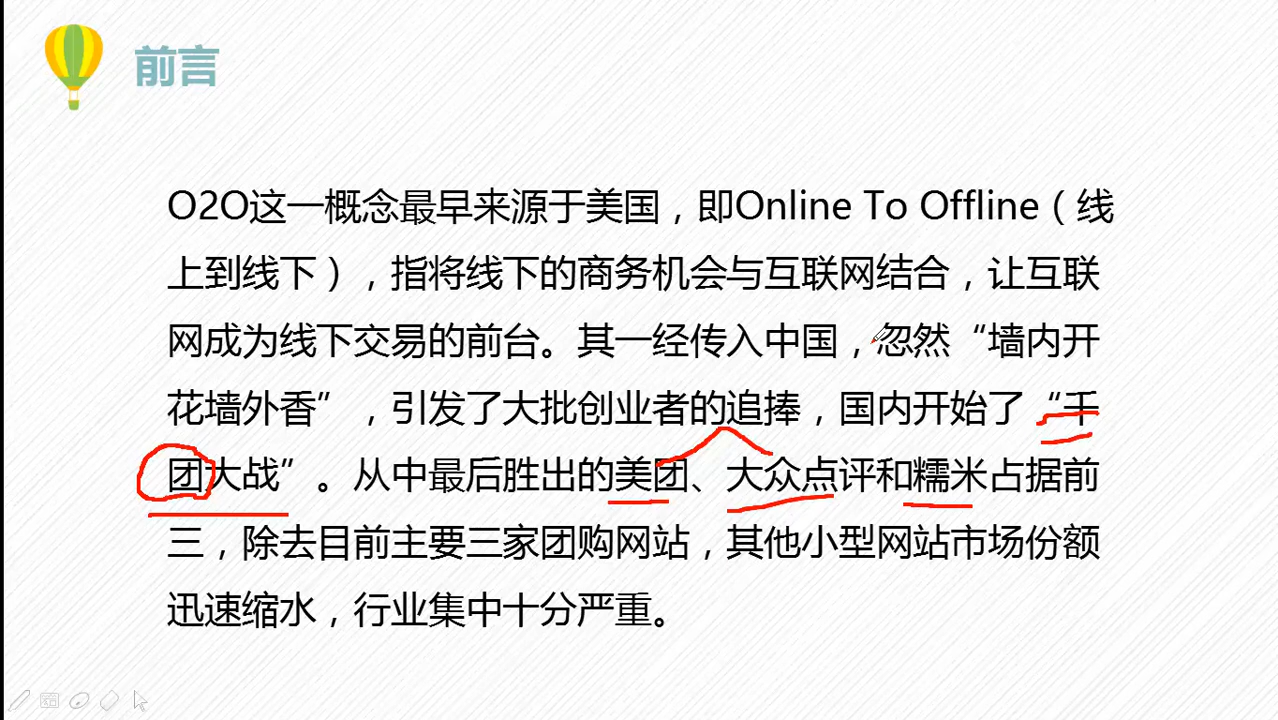 前言
O2O这一概念最早来源于美国，即Online To Offline（线
上到线下），指将线下的商务机会与互联网结合，让互联
网成为线下交易的前台。其一经传入中国，忽然“墙内开
花墙外香”，引发了大批创业者的追捧，国内开始了“千
团大战”。从中最后胜出的美团、大众点评和糯米占据前
三，除去目前主要三家团购网站，其他小型网站市场份额
迅速缩水，行业集中十分严重。